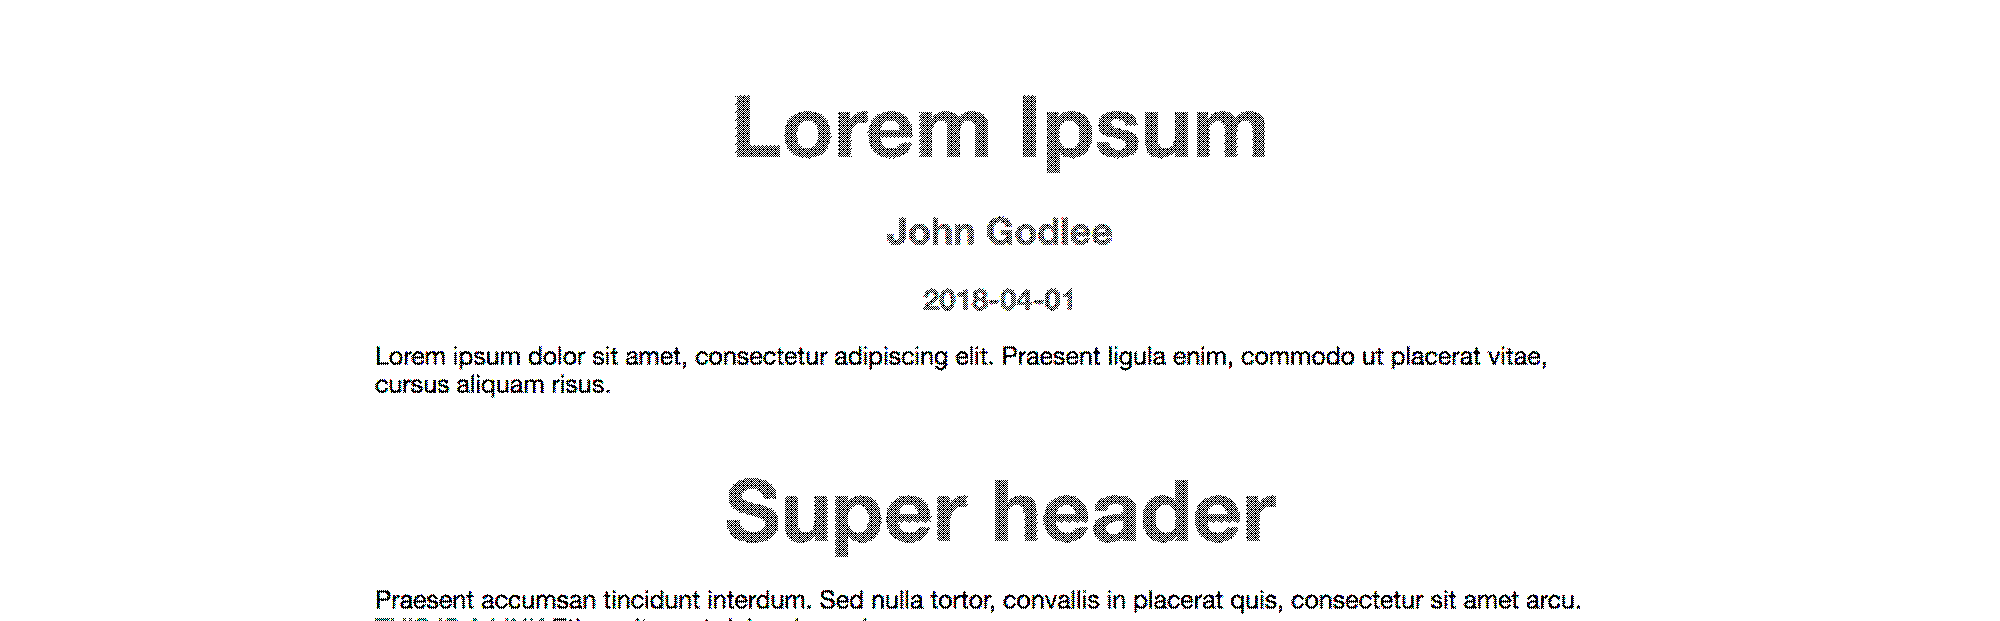 Lorem Ipsum
John Godlee
2018-04-01
Lorem ipsum dolor sit amet, consectetur adipiscing elit. Praesent ligula enim, commodo ut placerat vitae,
cursus aliquam risus.
Super header
Praesent accumsan tincidunt interdum. Sed nulla tortor, convallis in placerat quis, consectetur sit amet arcu.